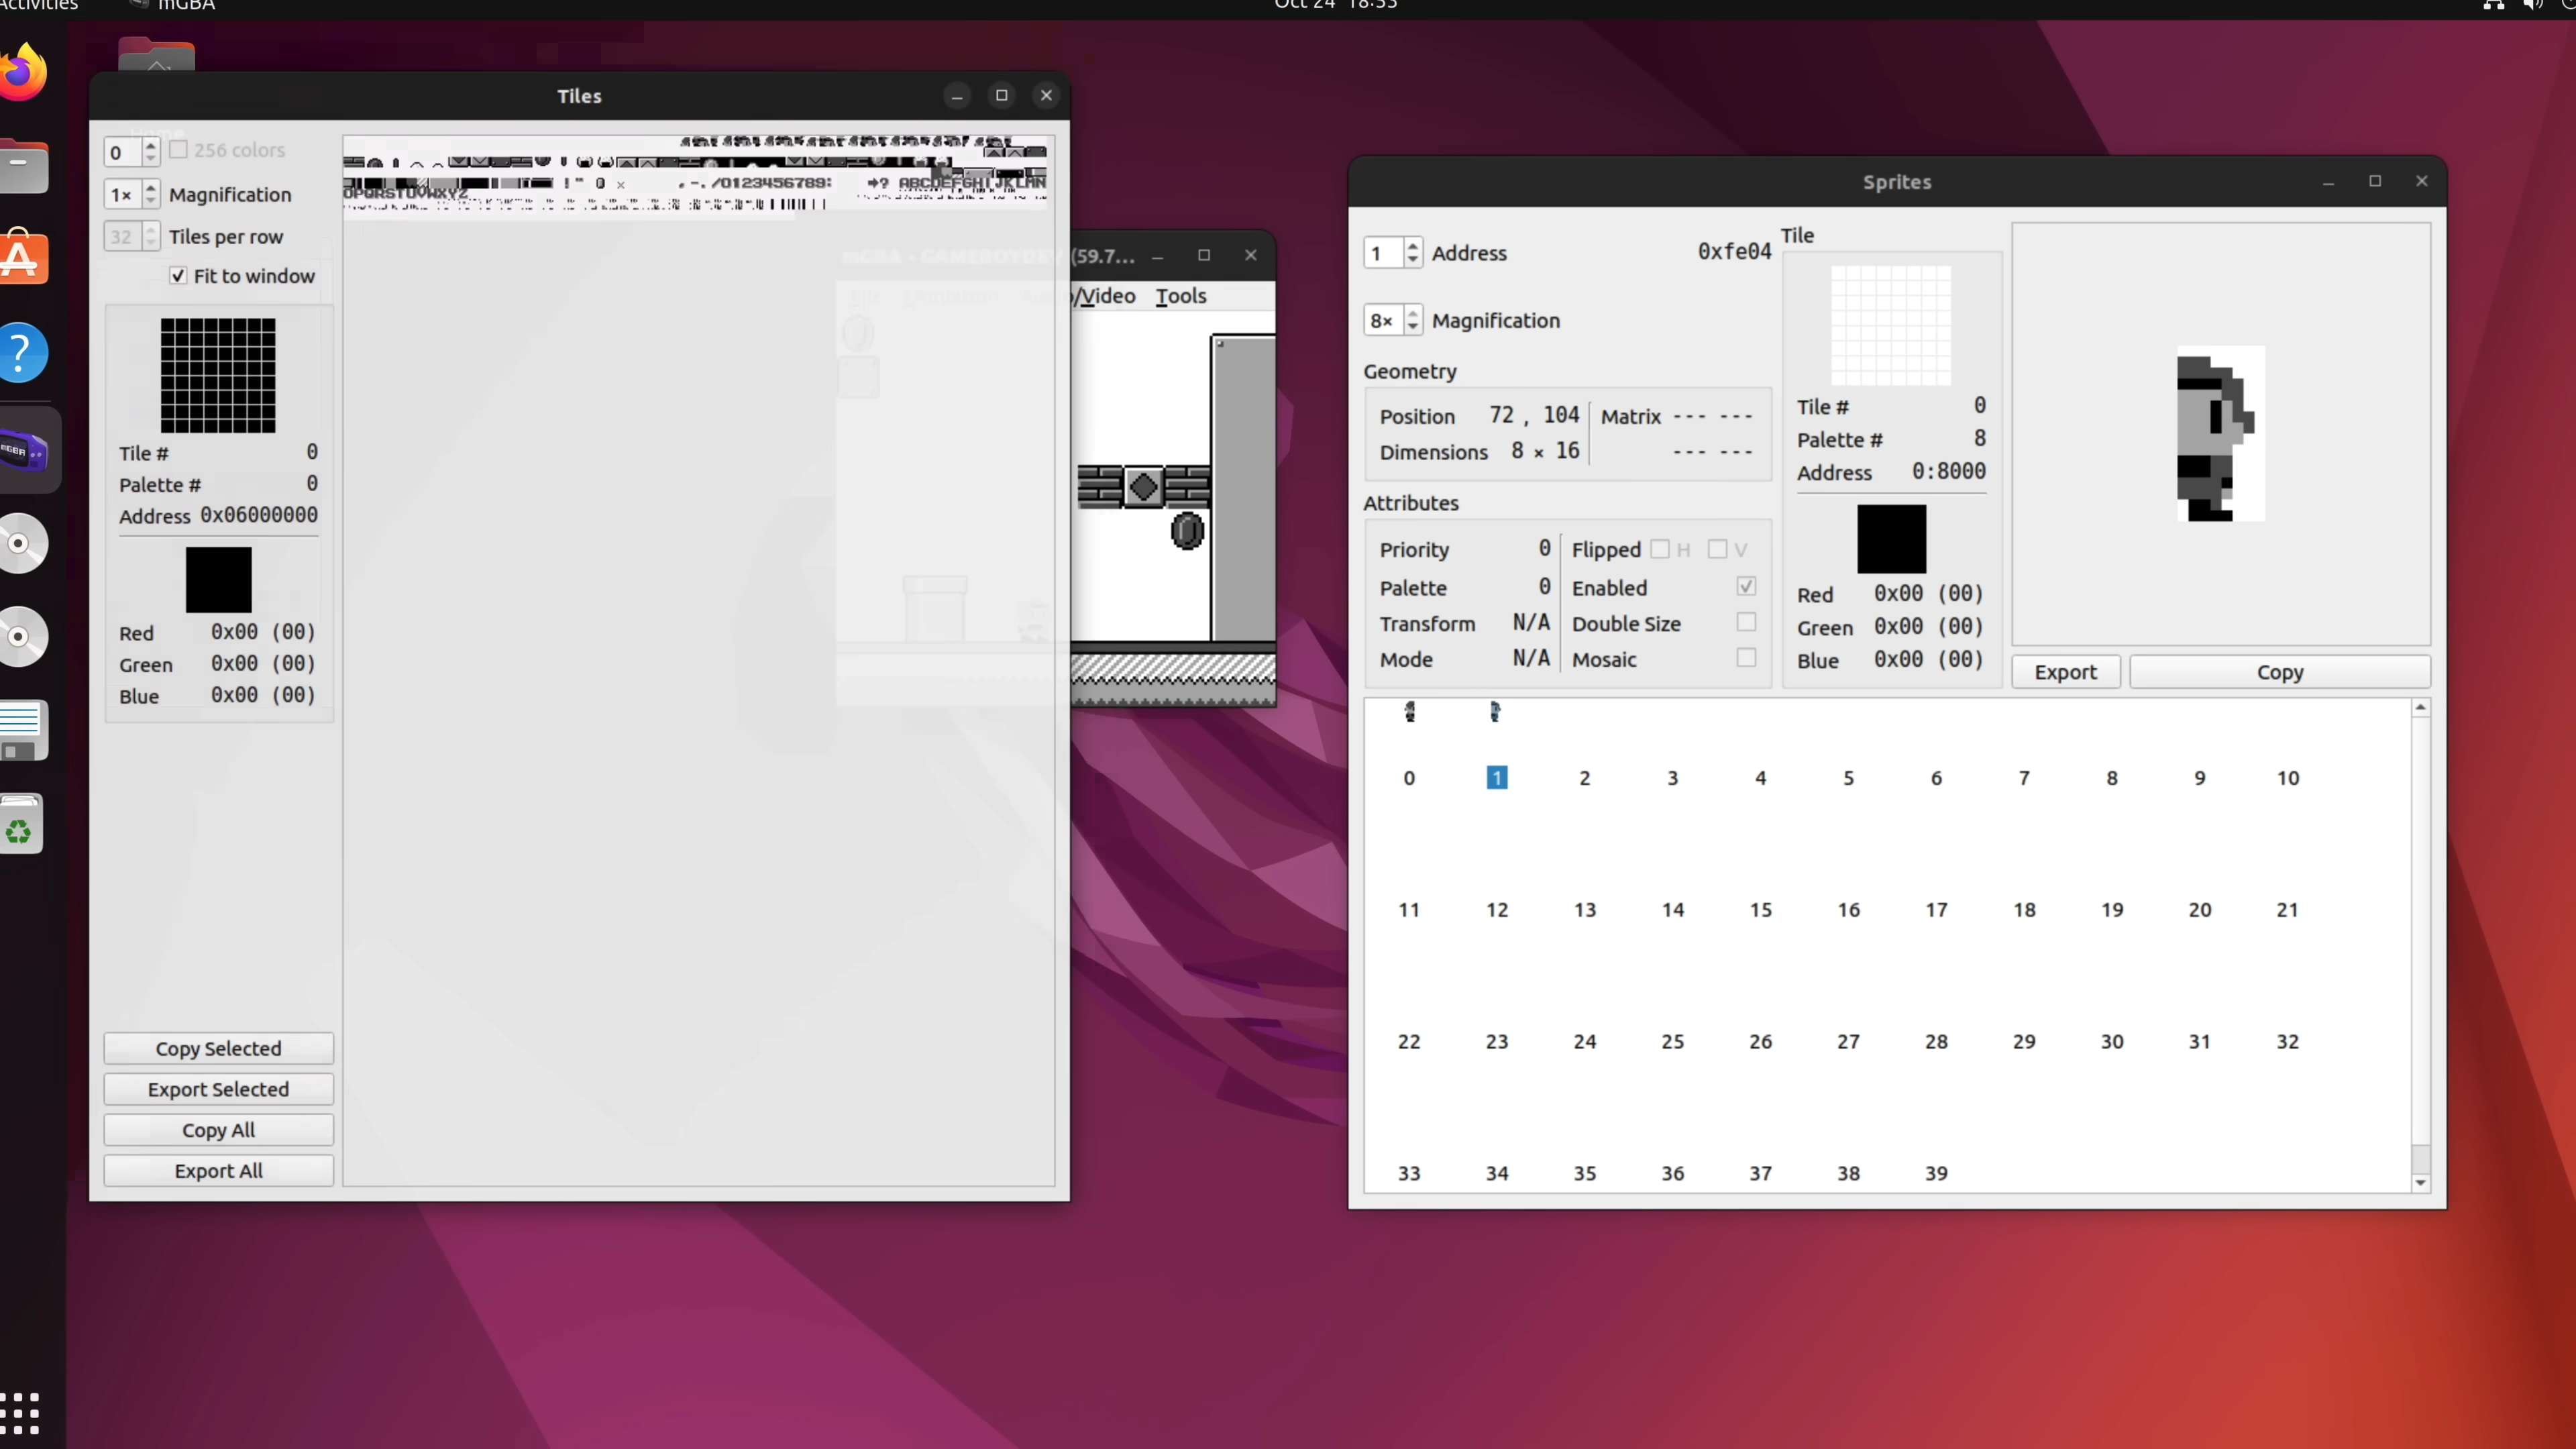 Activities mGBA Oct 24 18:53
Tiles
0 256 colors
1× Magnification
32 Tiles per row
Fit to window
Tile # 0
Palette # 0
Address 0x06000000
Red 0x00 (00)
Green 0x00 (00)
Blue 0x00 (00)
Copy Selected
Export Selected
Copy All
Export All
! " × , - . / 0123456789: ? ABCDEFGHIJKLMN
OPQRSTUVWXYZ
mGBA - GAMEBOYDEV (59.7...
/Video Tools
Sprites
1 Address 0xfe04
8× Magnification
Geometry
Position 72 , 104 Matrix --- ---
Dimensions 8 × 16 --- ---
Attributes
Priority 0 Flipped H V
Palette 0 Enabled
Transform N/A Double Size
Mode N/A Mosaic
Tile
Tile # 0
Palette # 8
Address 0:8000
Red 0x00 (00)
Green 0x00 (00)
Blue 0x00 (00)
Export Copy
0 1 2 3 4 5 6 7 8 9 10
11 12 13 14 15 16 17 18 19 20 21
22 23 24 25 26 27 28 29 30 31 32
33 34 35 36 37 38 39